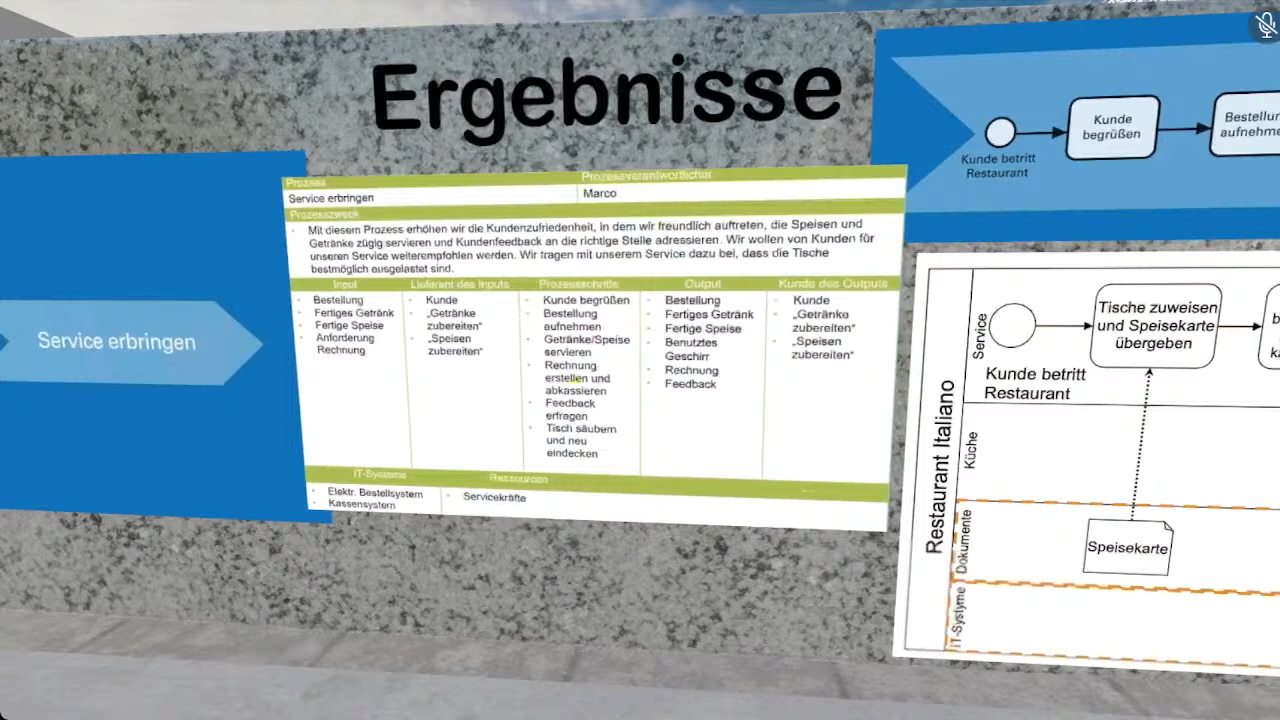 Ergebnisse
Service erbringen
Prozess
Prozessverantwortlicher
Service erbringen
Marco
Prozesszweck
Mit diesem Prozess erhöhen wir die Kundenzufriedenheit, in dem wir freundlich auftreten, die Speisen und
Getränke zügig servieren und Kundenfeedback an die richtige Stelle adressieren. Wir wollen von Kunden für
unseren Service weiterempfohlen werden. Wir tragen mit unserem Service dazu bei, dass die Tische
bestmöglich ausgelastet sind.
Input
Bestellung
Fertiges Getränk
Fertige Speise
Anforderung
Rechnung
Lieferant des Inputs
Kunde
„Getränke
zubereiten“
„Speisen
zubereiten“
Prozessschritte
Kunde begrüßen
Bestellung
aufnehmen
Getränke/Speise
servieren
Rechnung
erstellen und
abkassieren
Feedback
erfragen
Tisch säubern
und neu
eindecken
Output
Bestellung
Fertiges Getränk
Fertige Speise
Benutztes
Geschirr
Rechnung
Feedback
Kunde des Outputs
Kunde
„Getränke
zubereiten“
„Speisen
zubereiten“
IT-Systeme
Elektr. Bestellsystem
Kassensystem
Ressourcen
Servicekräfte
...
Kunde betritt
Restaurant
Kunde
begrüßen
Bestellun
aufnehme
Restaurant Italiano
Service
Kunde betritt
Restaurant
Tische zuweisen
und Speisekarte
übergeben
Küche
Dokumente
Speisekarte
IT-Systyme